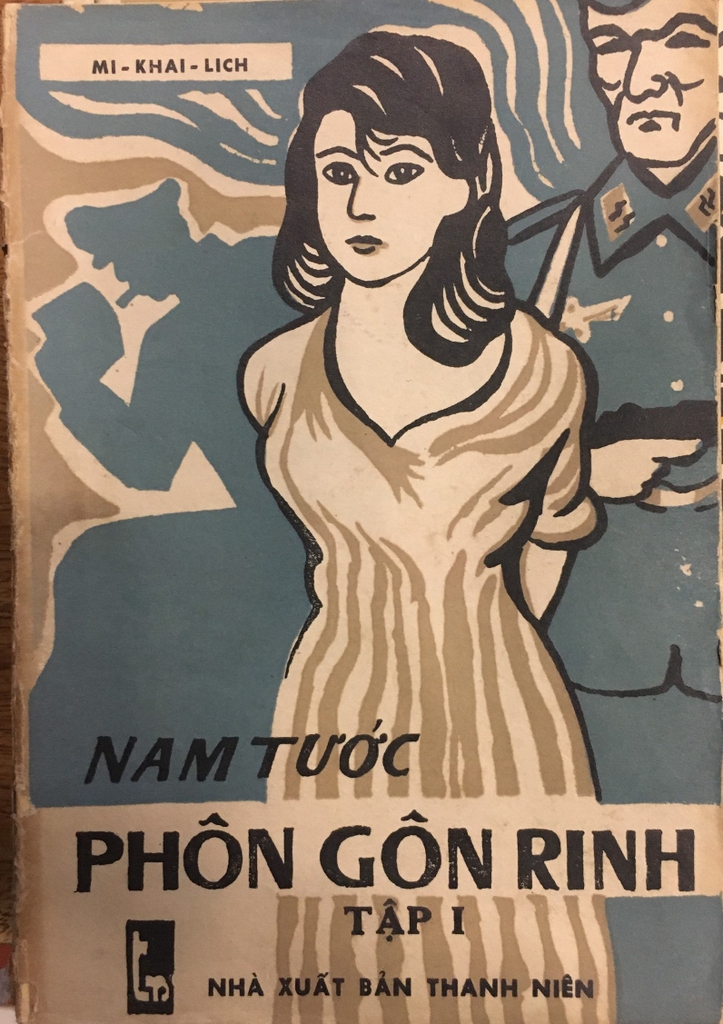 MI - KHAI - LICH
NAM TƯỚC
PHÔN GÔN RINH
TẬP I
NHÀ XUẤT BẢN THANH NIÊN